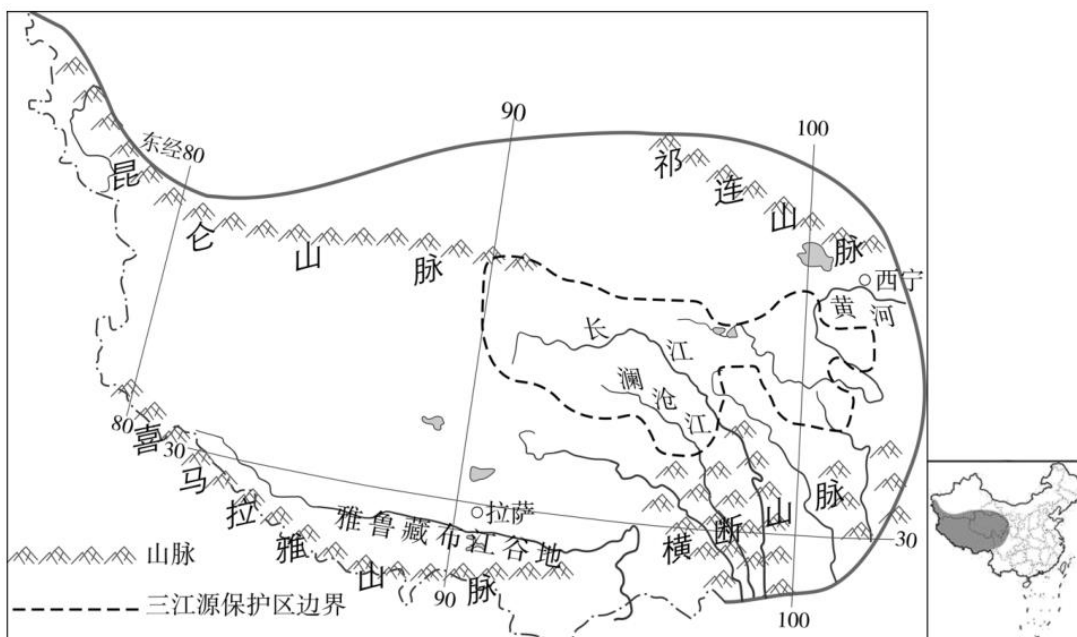 90
100
东经80
祁连山脉
昆仑山脉
西宁
黄河
长江
澜沧江
80
30
喜马拉雅山脉
拉萨
雅鲁藏布江谷地
横断山脉
30
90
100
山脉
三江源保护区边界